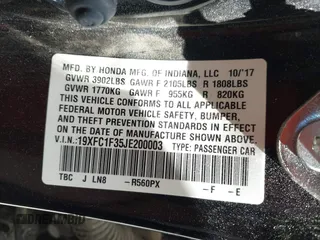 MFD. BY HONDA MFG. OF INDIANA, LLC 10/'17
GVWR 3902LBS GAWR F 2105LBS R 1808LBS
GVWR 1770KG GAWR F 955KG R 820KG
THIS VEHICLE CONFORMS TO ALL APPLICABLE
FEDERAL MOTOR VEHICLE SAFETY, BUMPER,
AND THEFT PREVENTION STANDARDS IN EFFECT
ON THE DATE OF MANUFACTURE SHOWN ABOVE.
V.I.N.:19XFC1F35JE200003 TYPE: PASSENGER CAR
TBC J LN8 -R560PX -F -E